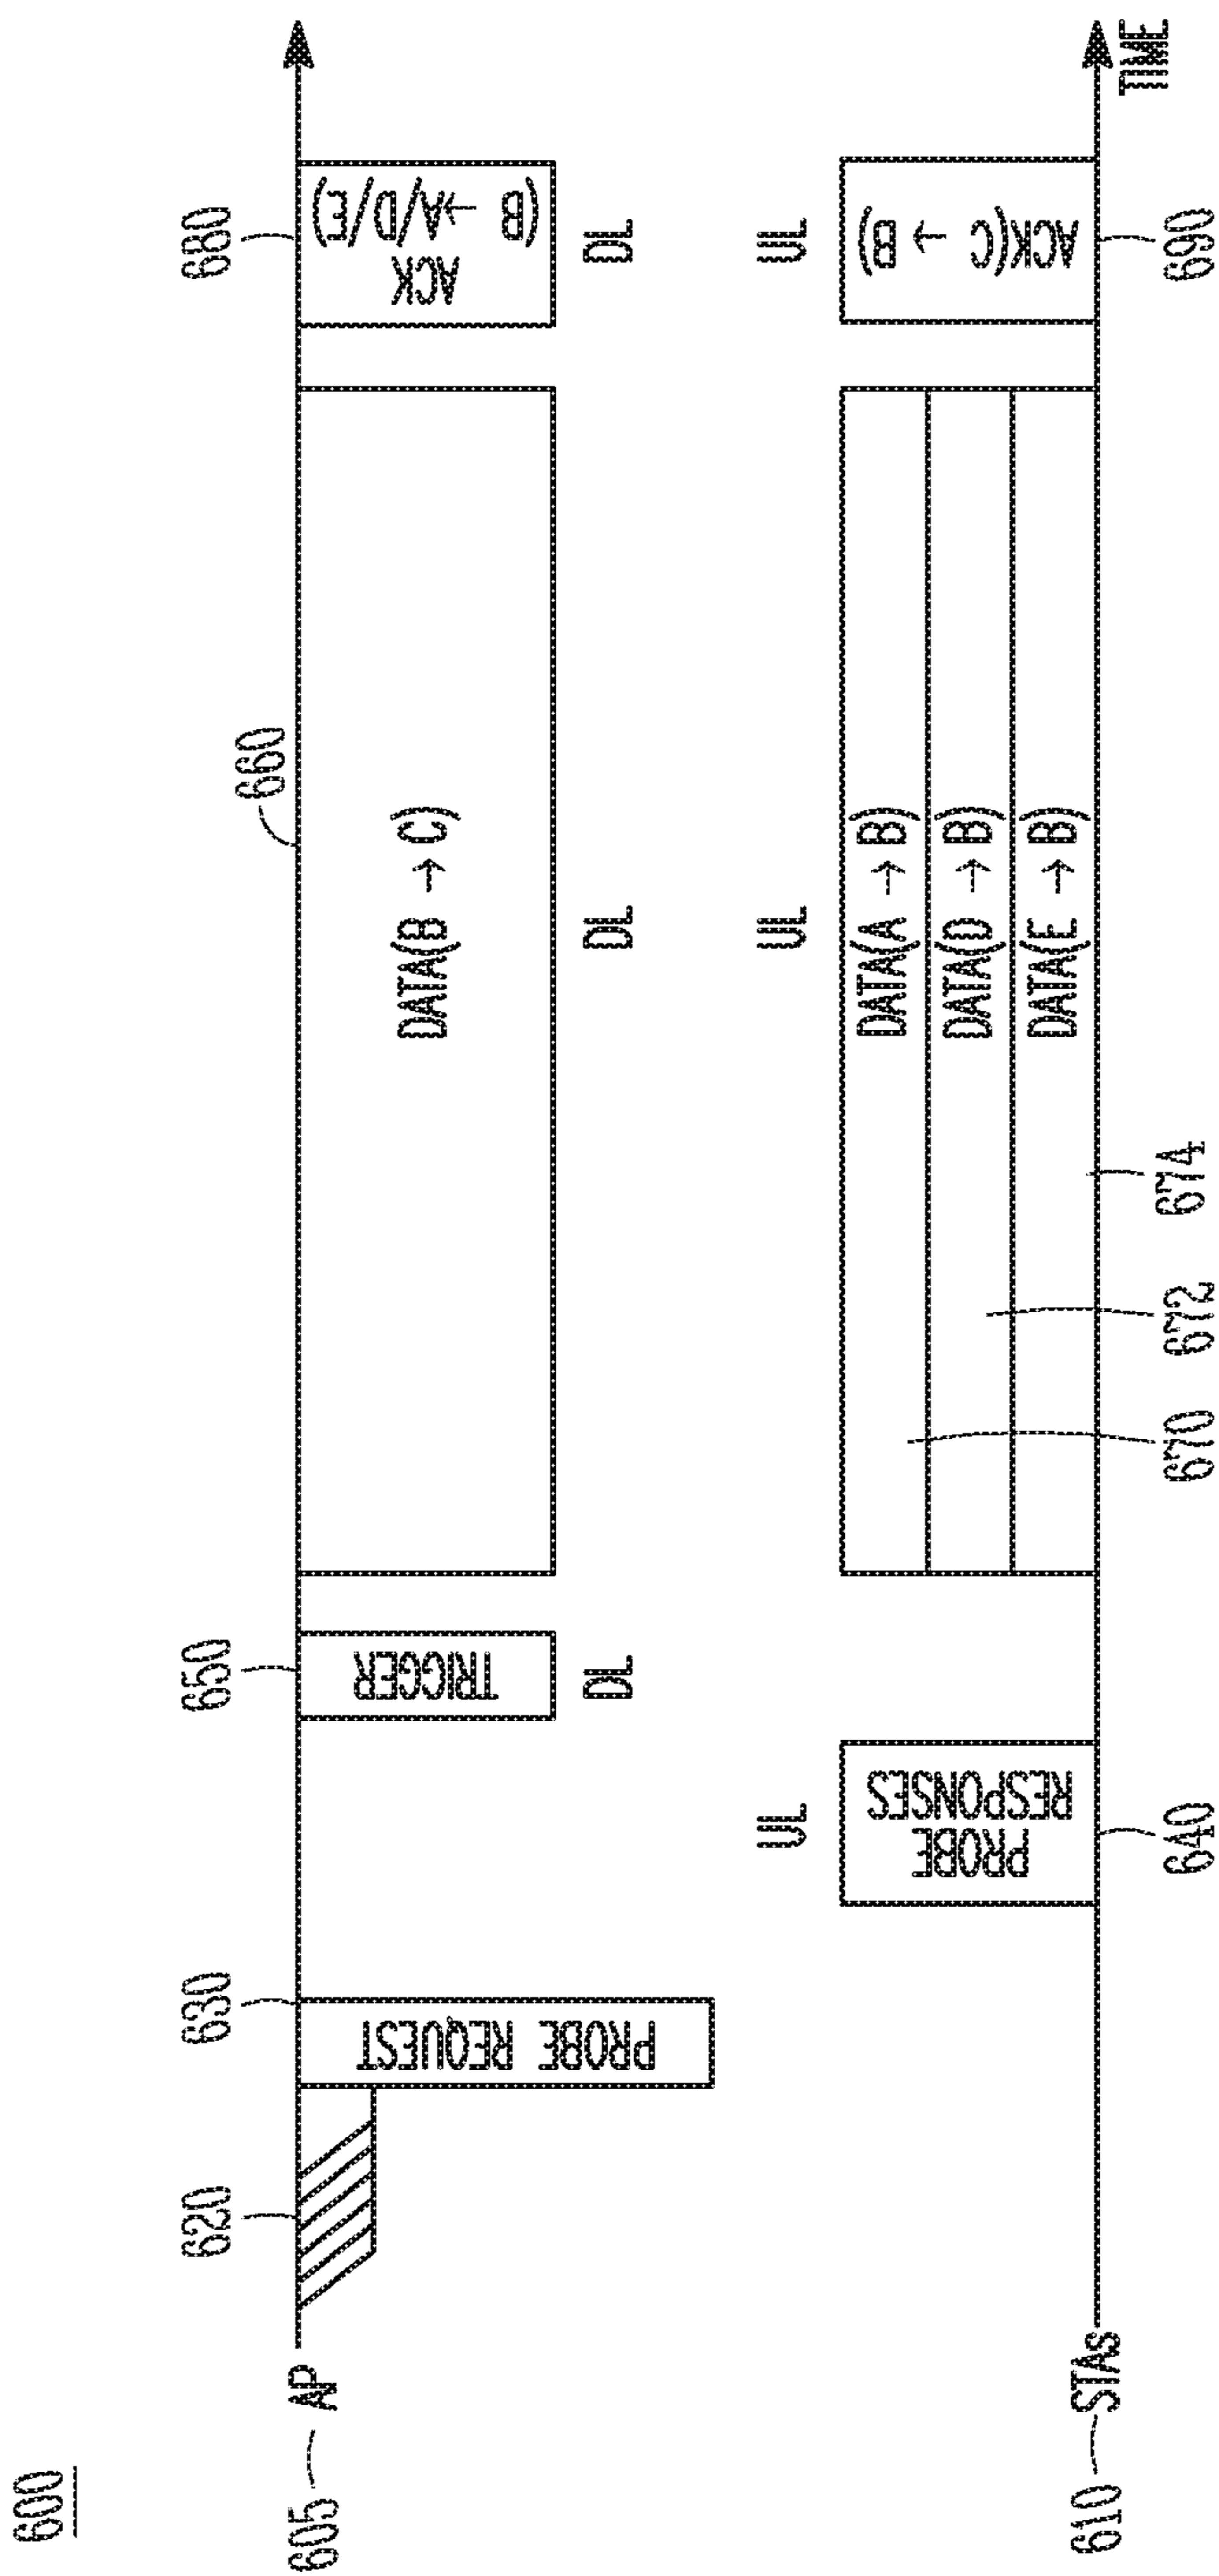 600
605
AP
620
630
PROBE REQUEST
650
TRIGGER
DL
660
DATA(B → C)
DL
680
ACK
(B → A/D/E)
DL
UL
PROBE
RESPONSES
640
UL
DATA(A → B)
DATA(D → B)
DATA(E → B)
670
672
674
UL
ACK(C → B)
690
610
STAs
TIME